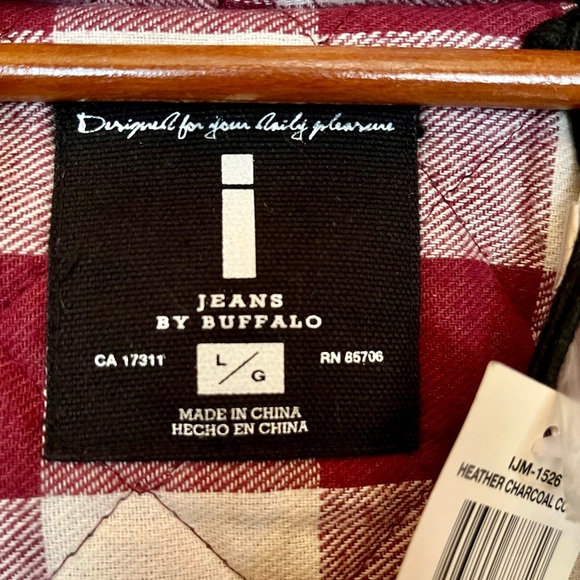 Designed for your daily pleasure
i
JEANS
BY BUFFALO
CA 17311
L/G
RN 85706
MADE IN CHINA
HECHO EN CHINA
IJM-1526
HEATHER CHARCOAL